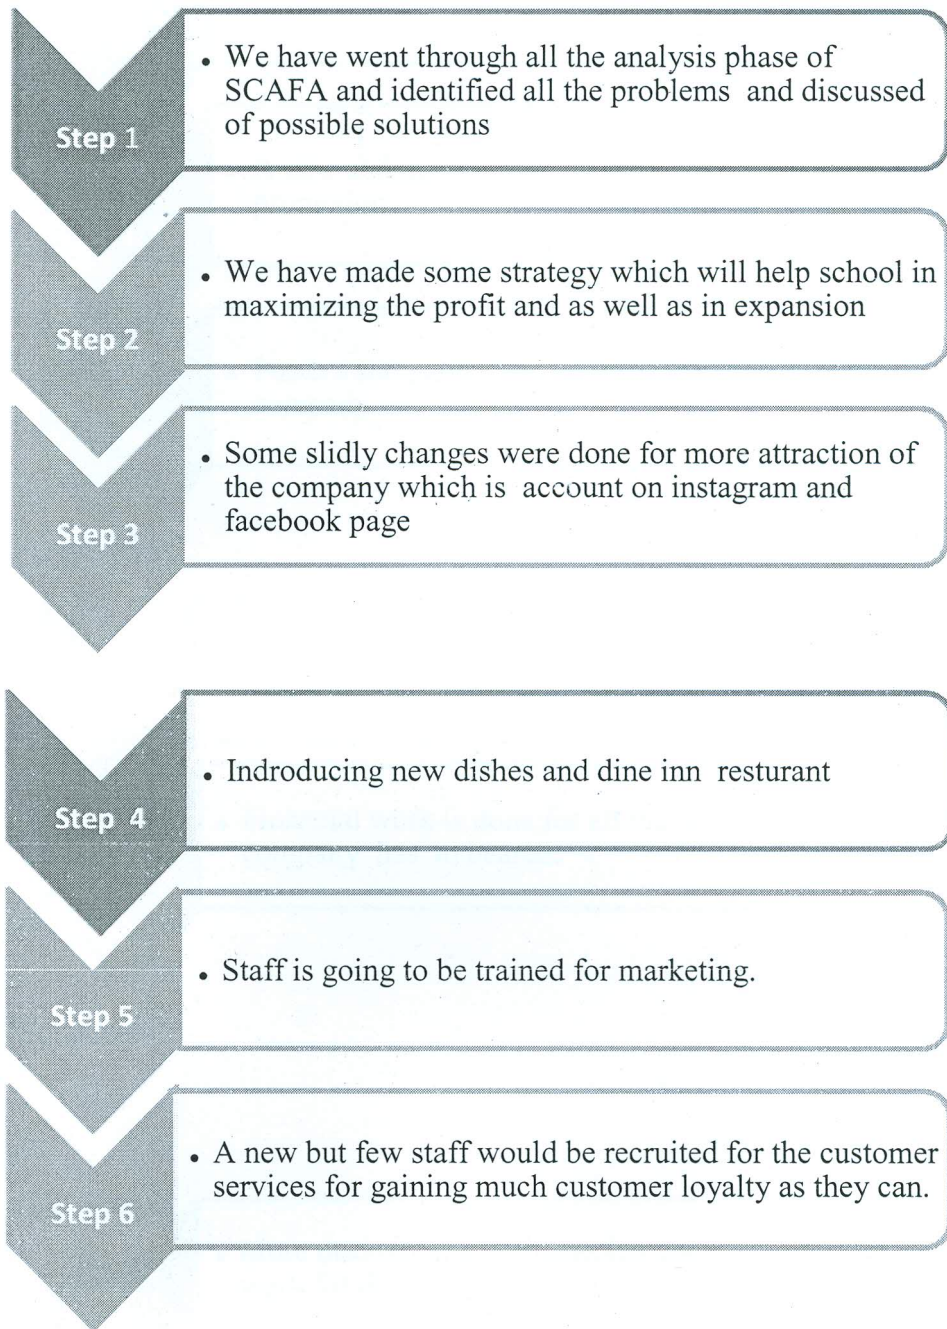 Step 1
• We have went through all the analysis phase of
SCAFA and identified all the problems and discussed
of possible solutions
Step 2
• We have made some strategy which will help school in
maximizing the profit and as well as in expansion
Step 3
• Some slidly changes were done for more attraction of
the company which is account on instagram and
facebook page
Step 4
• Indroducing new dishes and dine inn resturant
Step 5
• Staff is going to be trained for marketing.
Step 6
• A new but few staff would be recruited for the customer
services for gaining much customer loyalty as they can.